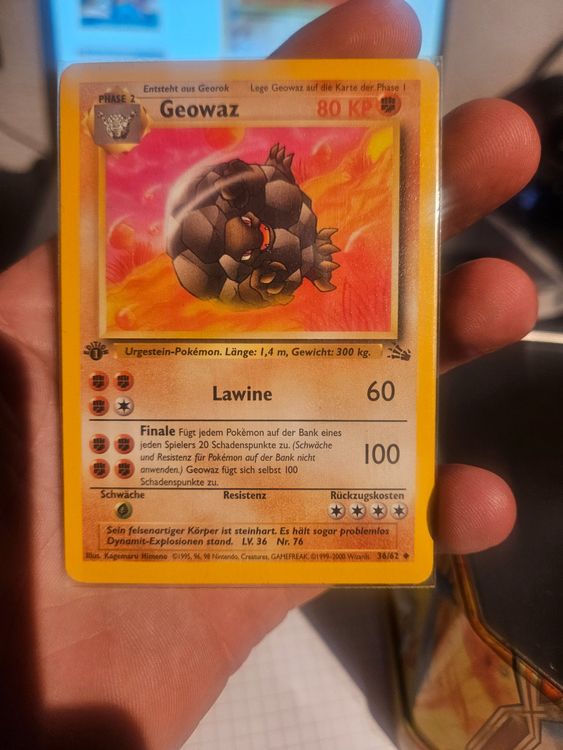 Entsteht aus Georok Lege Geowaz auf die Karte der Phase 1
PHASE 2
Geowaz 80 KP
EDITION
1
Urgestein-Pokémon. Länge: 1,4 m, Gewicht: 300 kg.
Lawine 60
Finale Fügt jedem Pokémon auf der Bank eines
jeden Spielers 20 Schadenspunkte zu. (Schwäche
und Resistenz für Pokémon auf der Bank nicht
anwenden.) Geowaz fügt sich selbst 100
Schadenspunkte zu.
100
Schwäche Resistenz Rückzugskosten
Sein felsenartiger Körper ist steinhart. Es hält sogar problemlos
Dynamit-Explosionen stand. LV. 36 Nr. 76
Illus. Kagemaru Himeno ©1995, 96, 98 Nintendo, Creatures, GAMEFREAK. ©1999-2000 Wizards. 36/62